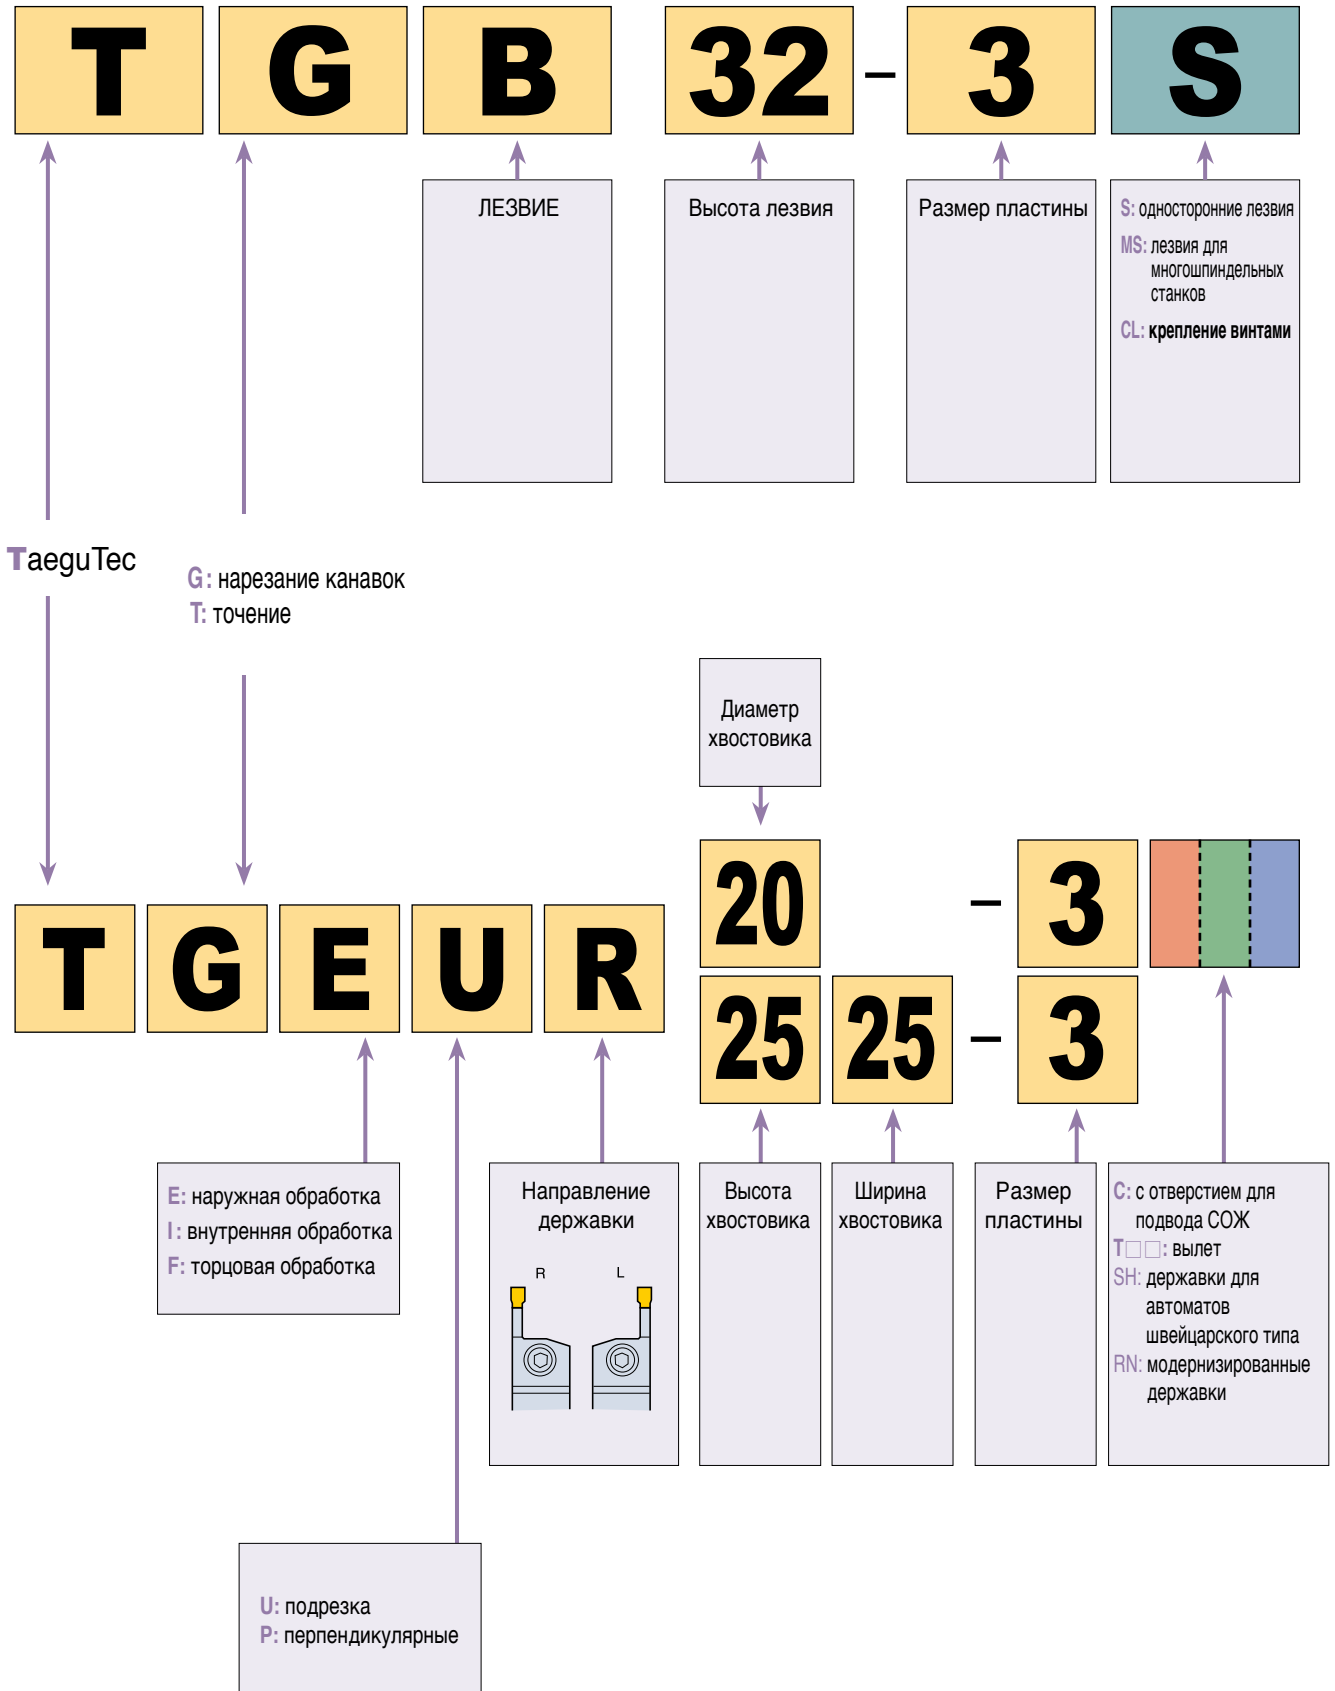 T G B 32 – 3 S
ЛЕЗВИЕ
Высота лезвия
Размер пластины
S: односторонние лезвия
MS: лезвия для
многошпиндельных
станков
CL: крепление винтами
TaeguTec
G: нарезание канавок
T: точение
Диаметр
хвостовика
20 – 3
T G E U R
25 25 – 3
E: наружная обработка
I: внутренняя обработка
F: торцовая обработка
Направление
державки
R L
Высота
хвостовика
Ширина
хвостовика
Размер
пластины
C: с отверстием для
подвода СОЖ
T□□: вылет
SH: державки для
автоматов
швейцарского типа
RN: модернизированные
державки
U: подрезка
P: перпендикулярные